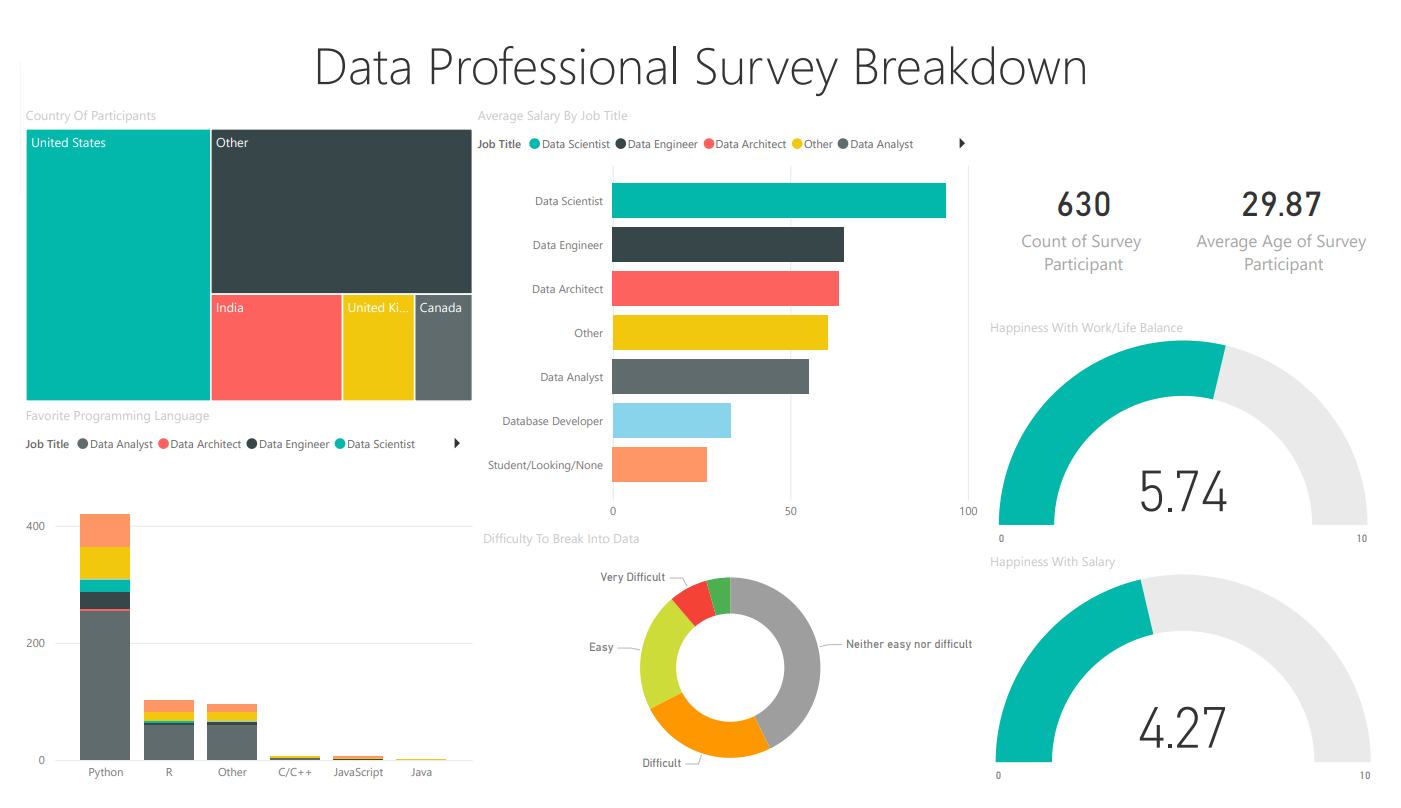 Data Professional Survey Breakdown
Country Of Participants
United States
Other
India
United Ki...
Canada
Average Salary By Job Title
Job Title Data Scientist Data Engineer Data Architect Other Data Analyst
Data Scientist
Data Engineer
Data Architect
Other
Data Analyst
Database Developer
Student/Looking/None
0 50 100
630
Count of Survey
Participant
29.87
Average Age of Survey
Participant
Happiness With Work/Life Balance
5.74
0 10
Favorite Programming Language
Job Title Data Analyst Data Architect Data Engineer Data Scientist
400
200
0
Python R Other C/C++ JavaScript Java
Difficulty To Break Into Data
Very Difficult
Easy
Neither easy nor difficult
Difficult
Happiness With Salary
4.27
0 10